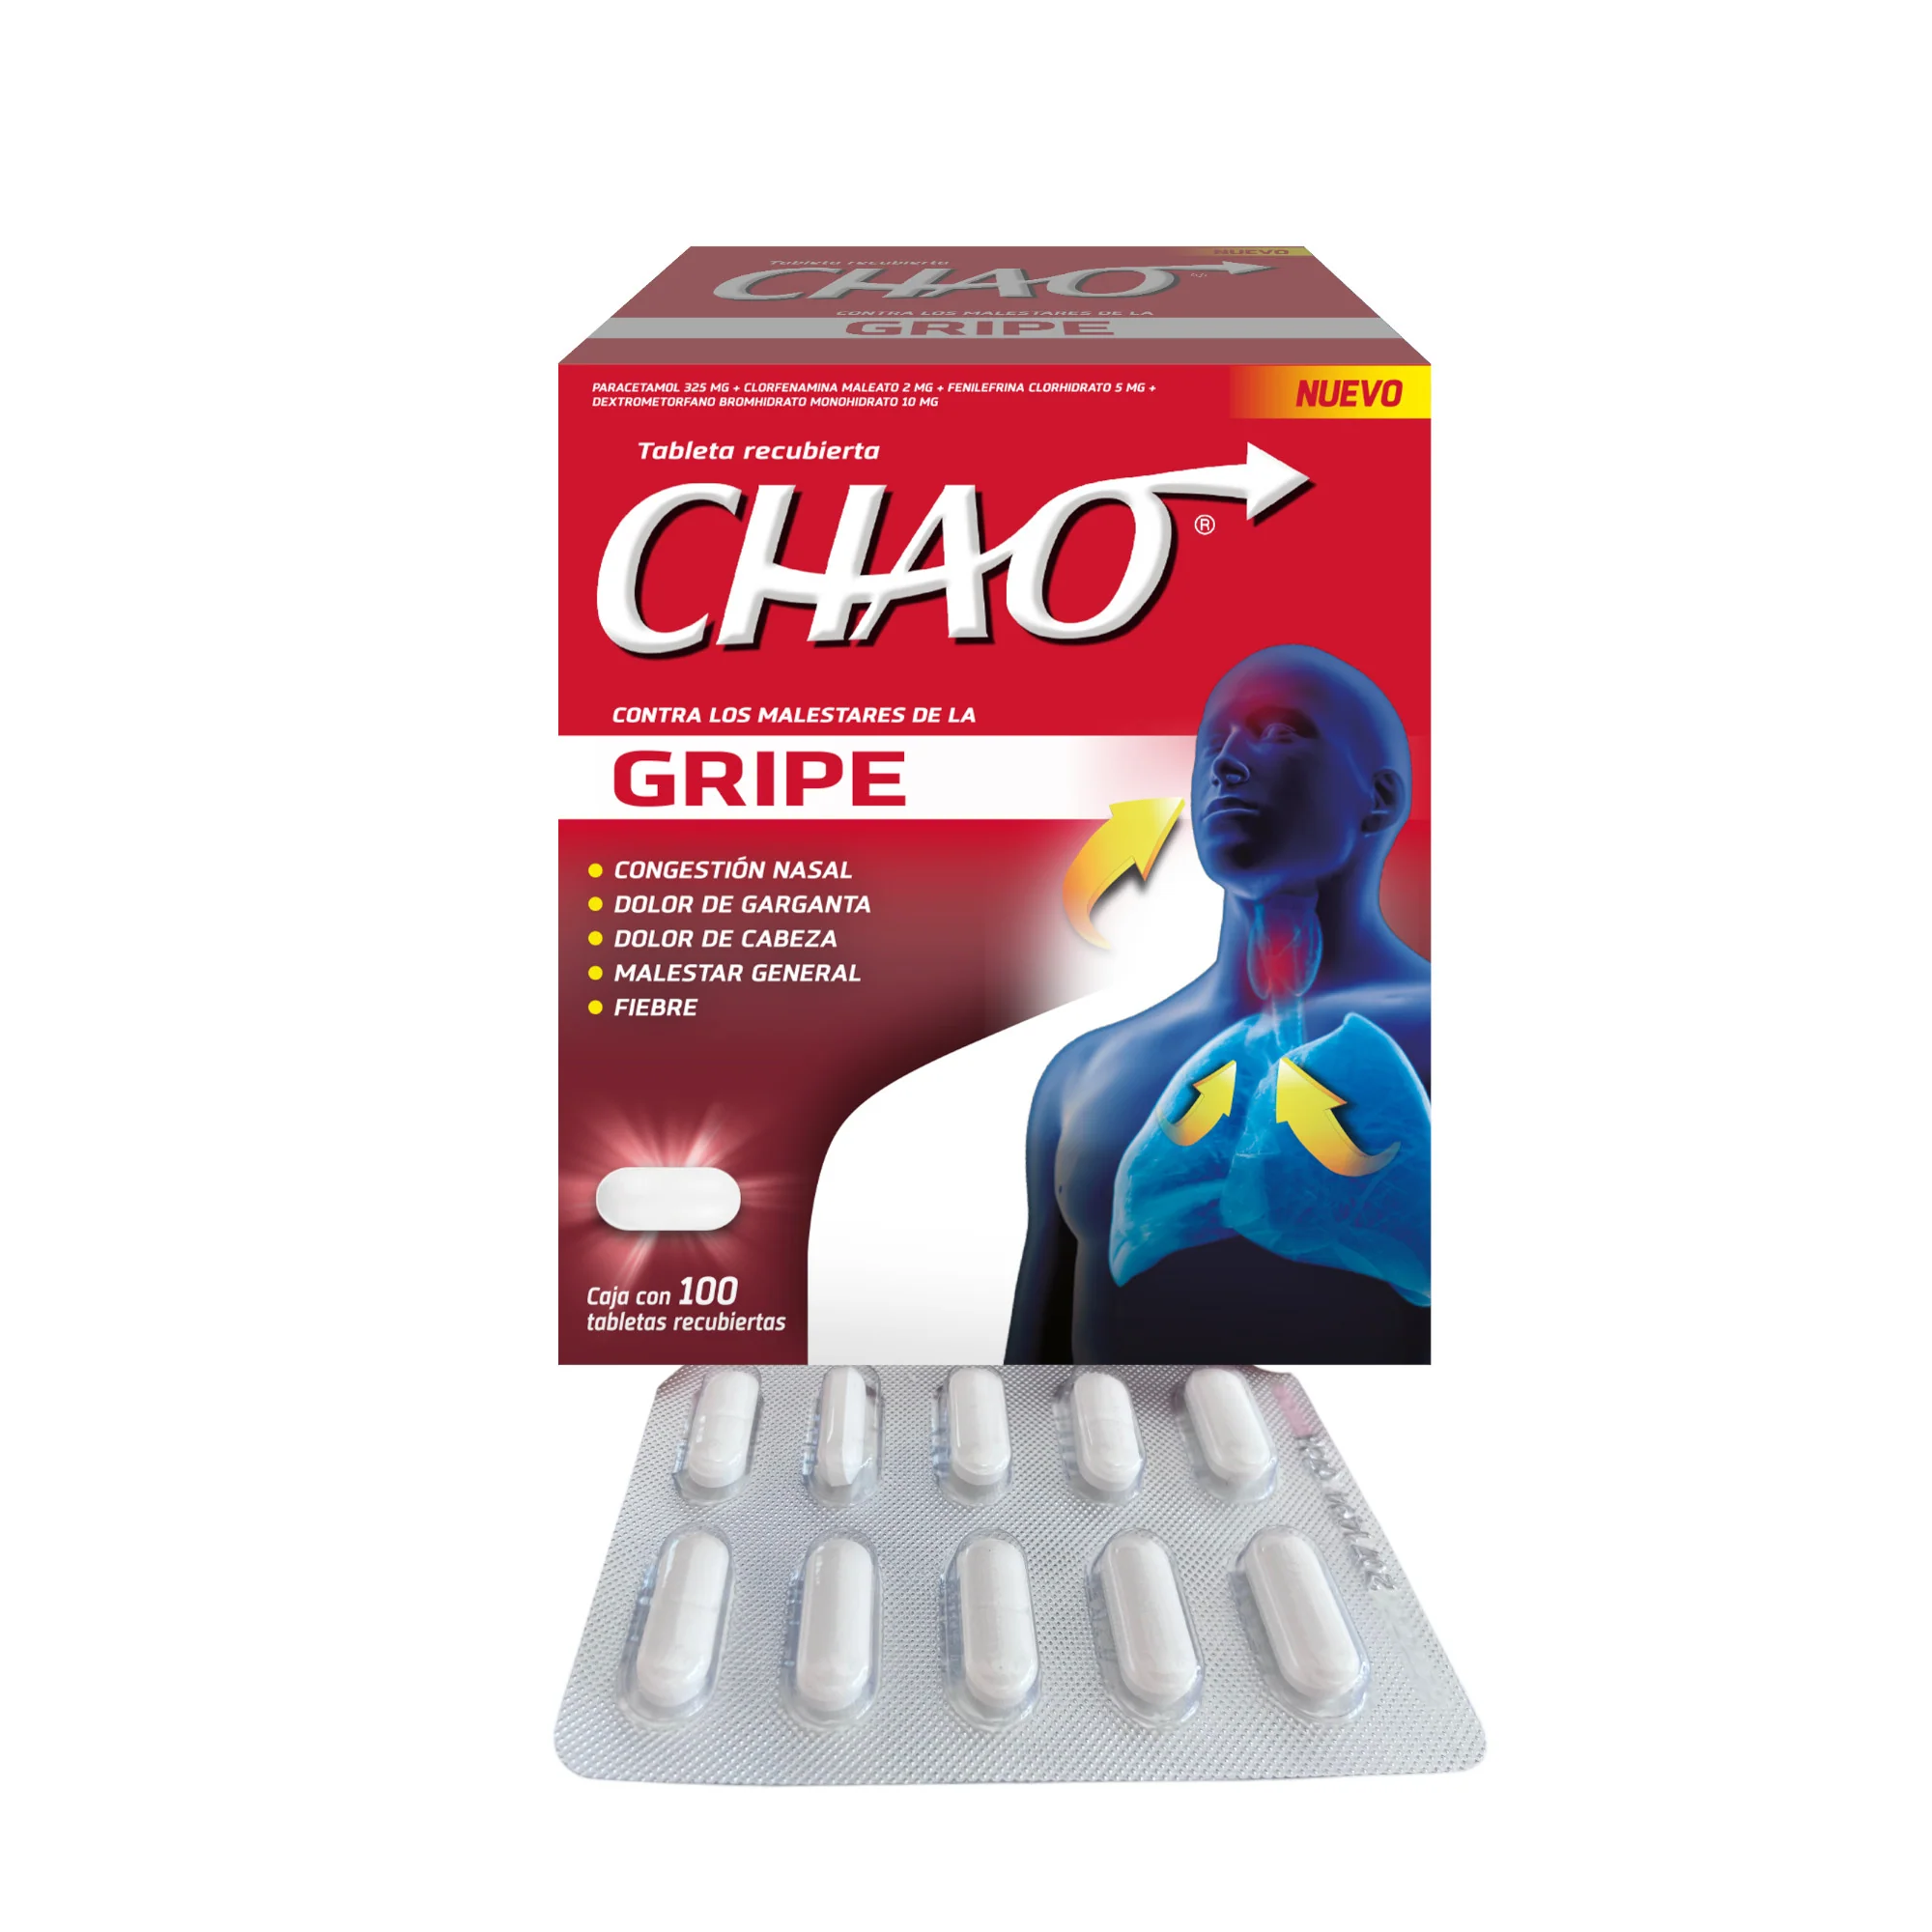 NUEVO
Tableta recubierta
CHAO
CONTRA LOS MALESTARES DE LA
GRIPE
PARACETAMOL 325 MG + CLORFENAMINA MALEATO 2 MG + FENILEFRINA CLORHIDRATO 5 MG +
DEXTROMETORFANO BROMHIDRATO MONOHIDRATO 10 MG
NUEVO
Tableta recubierta
CHAO®
CONTRA LOS MALESTARES DE LA
GRIPE
• CONGESTIÓN NASAL
• DOLOR DE GARGANTA
• DOLOR DE CABEZA
• MALESTAR GENERAL
• FIEBRE
Caja con 100
tabletas recubiertas